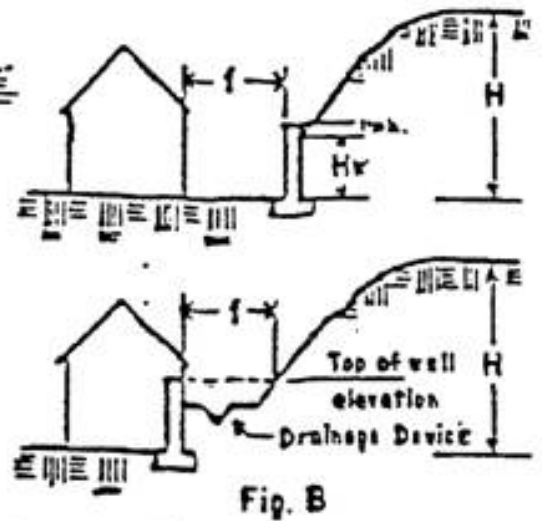 f
H
Hw
f
Top of wall
H
elevation
Drainage Device
Fig. B